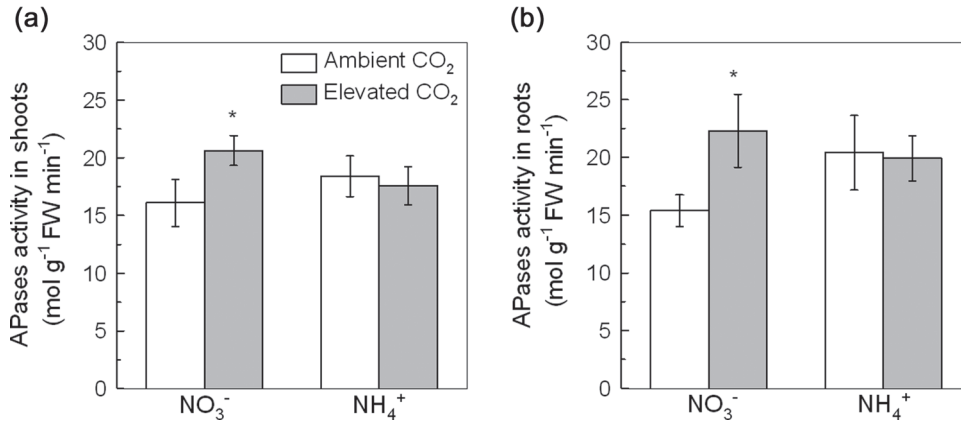 (a)
APases activity in shoots
(mol g⁻¹ FW min⁻¹)
30
25
20
15
10
5
0
Ambient CO₂
Elevated CO₂
*
NO₃⁻
NH₄⁺
(b)
APases activity in roots
(mol g⁻¹ FW min⁻¹)
30
25
20
15
10
5
0
*
NO₃⁻
NH₄⁺